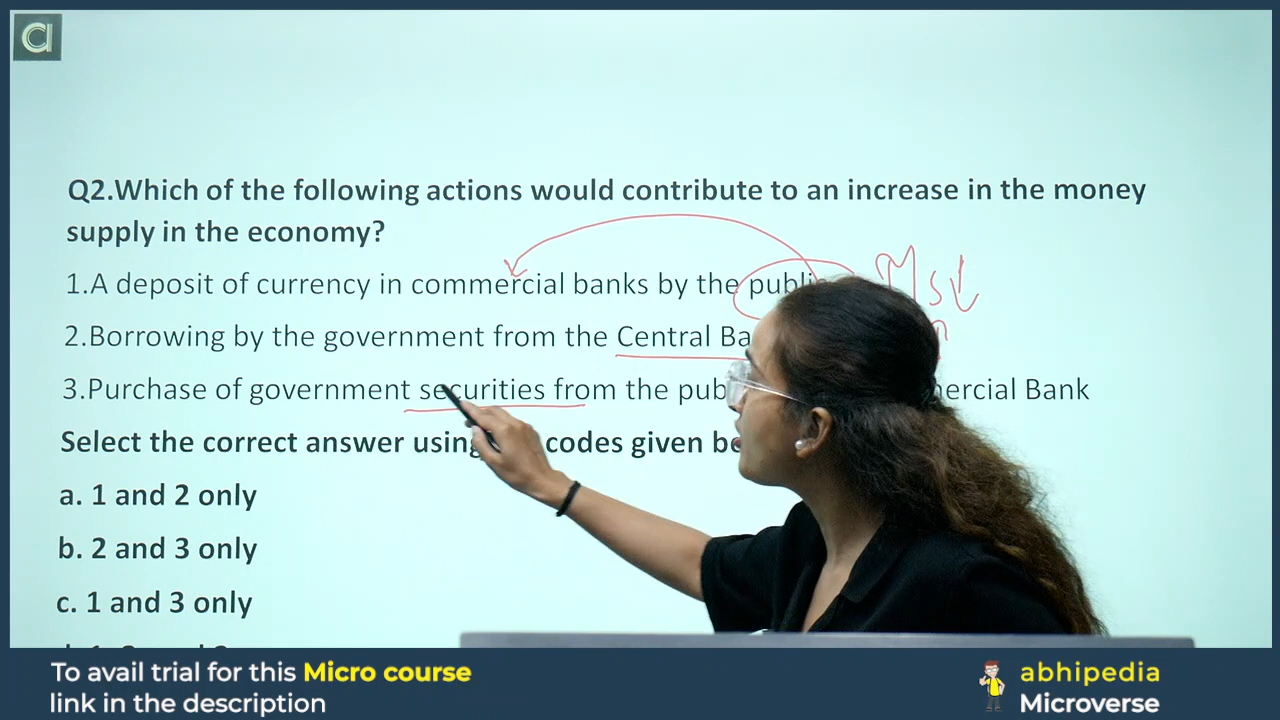 a
Q2.Which of the following actions would contribute to an increase in the money
supply in the economy?
1.A deposit of currency in commercial banks by the
Ms↓
2.Borrowing by the government from the Central
3.Purchase of government securities from the Bank
Select the correct answer using codes given
a. 1 and 2 only
b. 2 and 3 only
c. 1 and 3 only
To avail trial for this Micro course
link in the description
abhipedia
Microverse